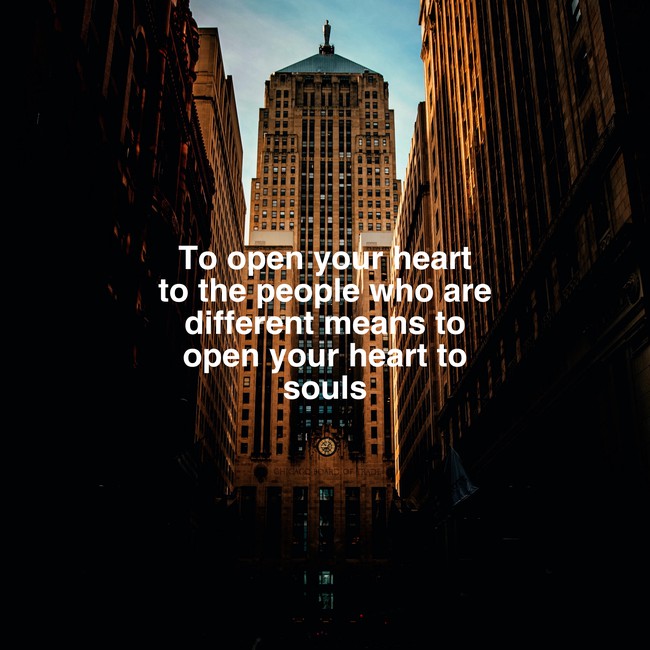 To open your heart
to the people who are
different means to
open your heart to
souls